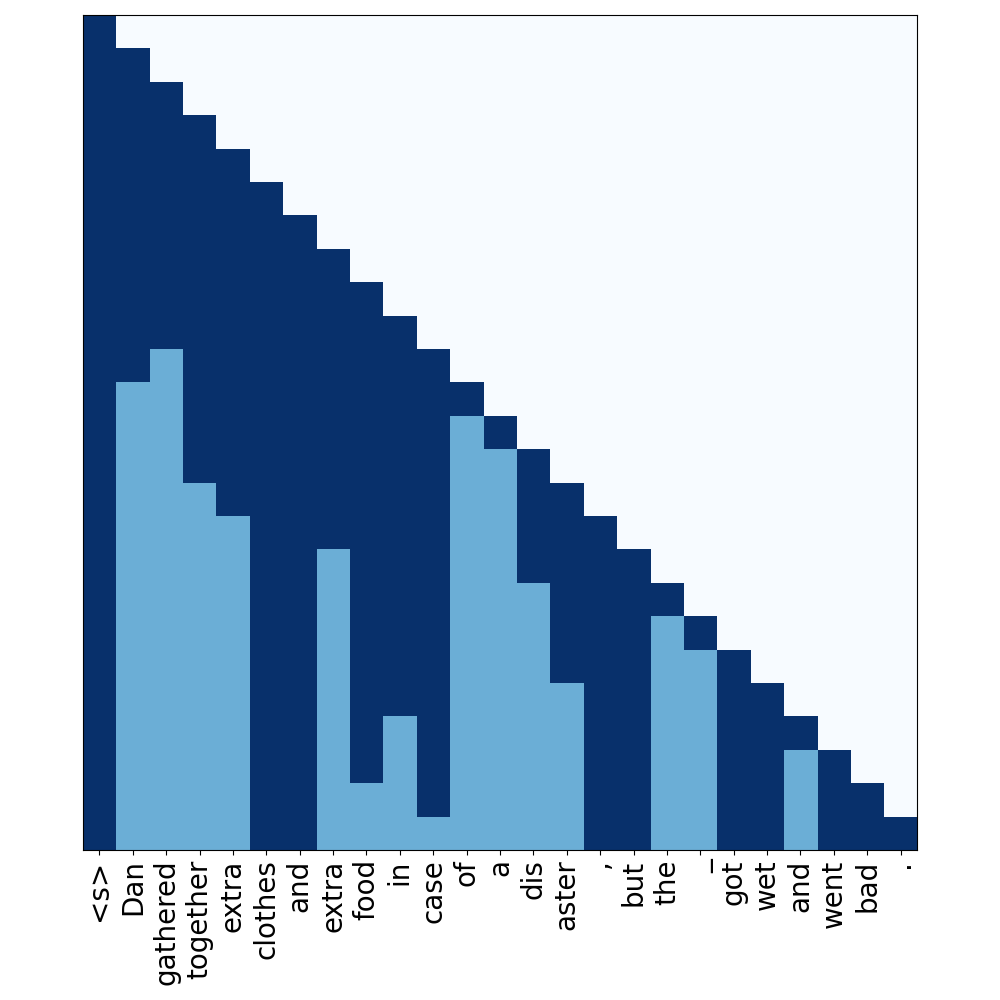 <s> Dan gathered together extra clothes and extra food in case of a dis aster , but the _ got wet and went bad .